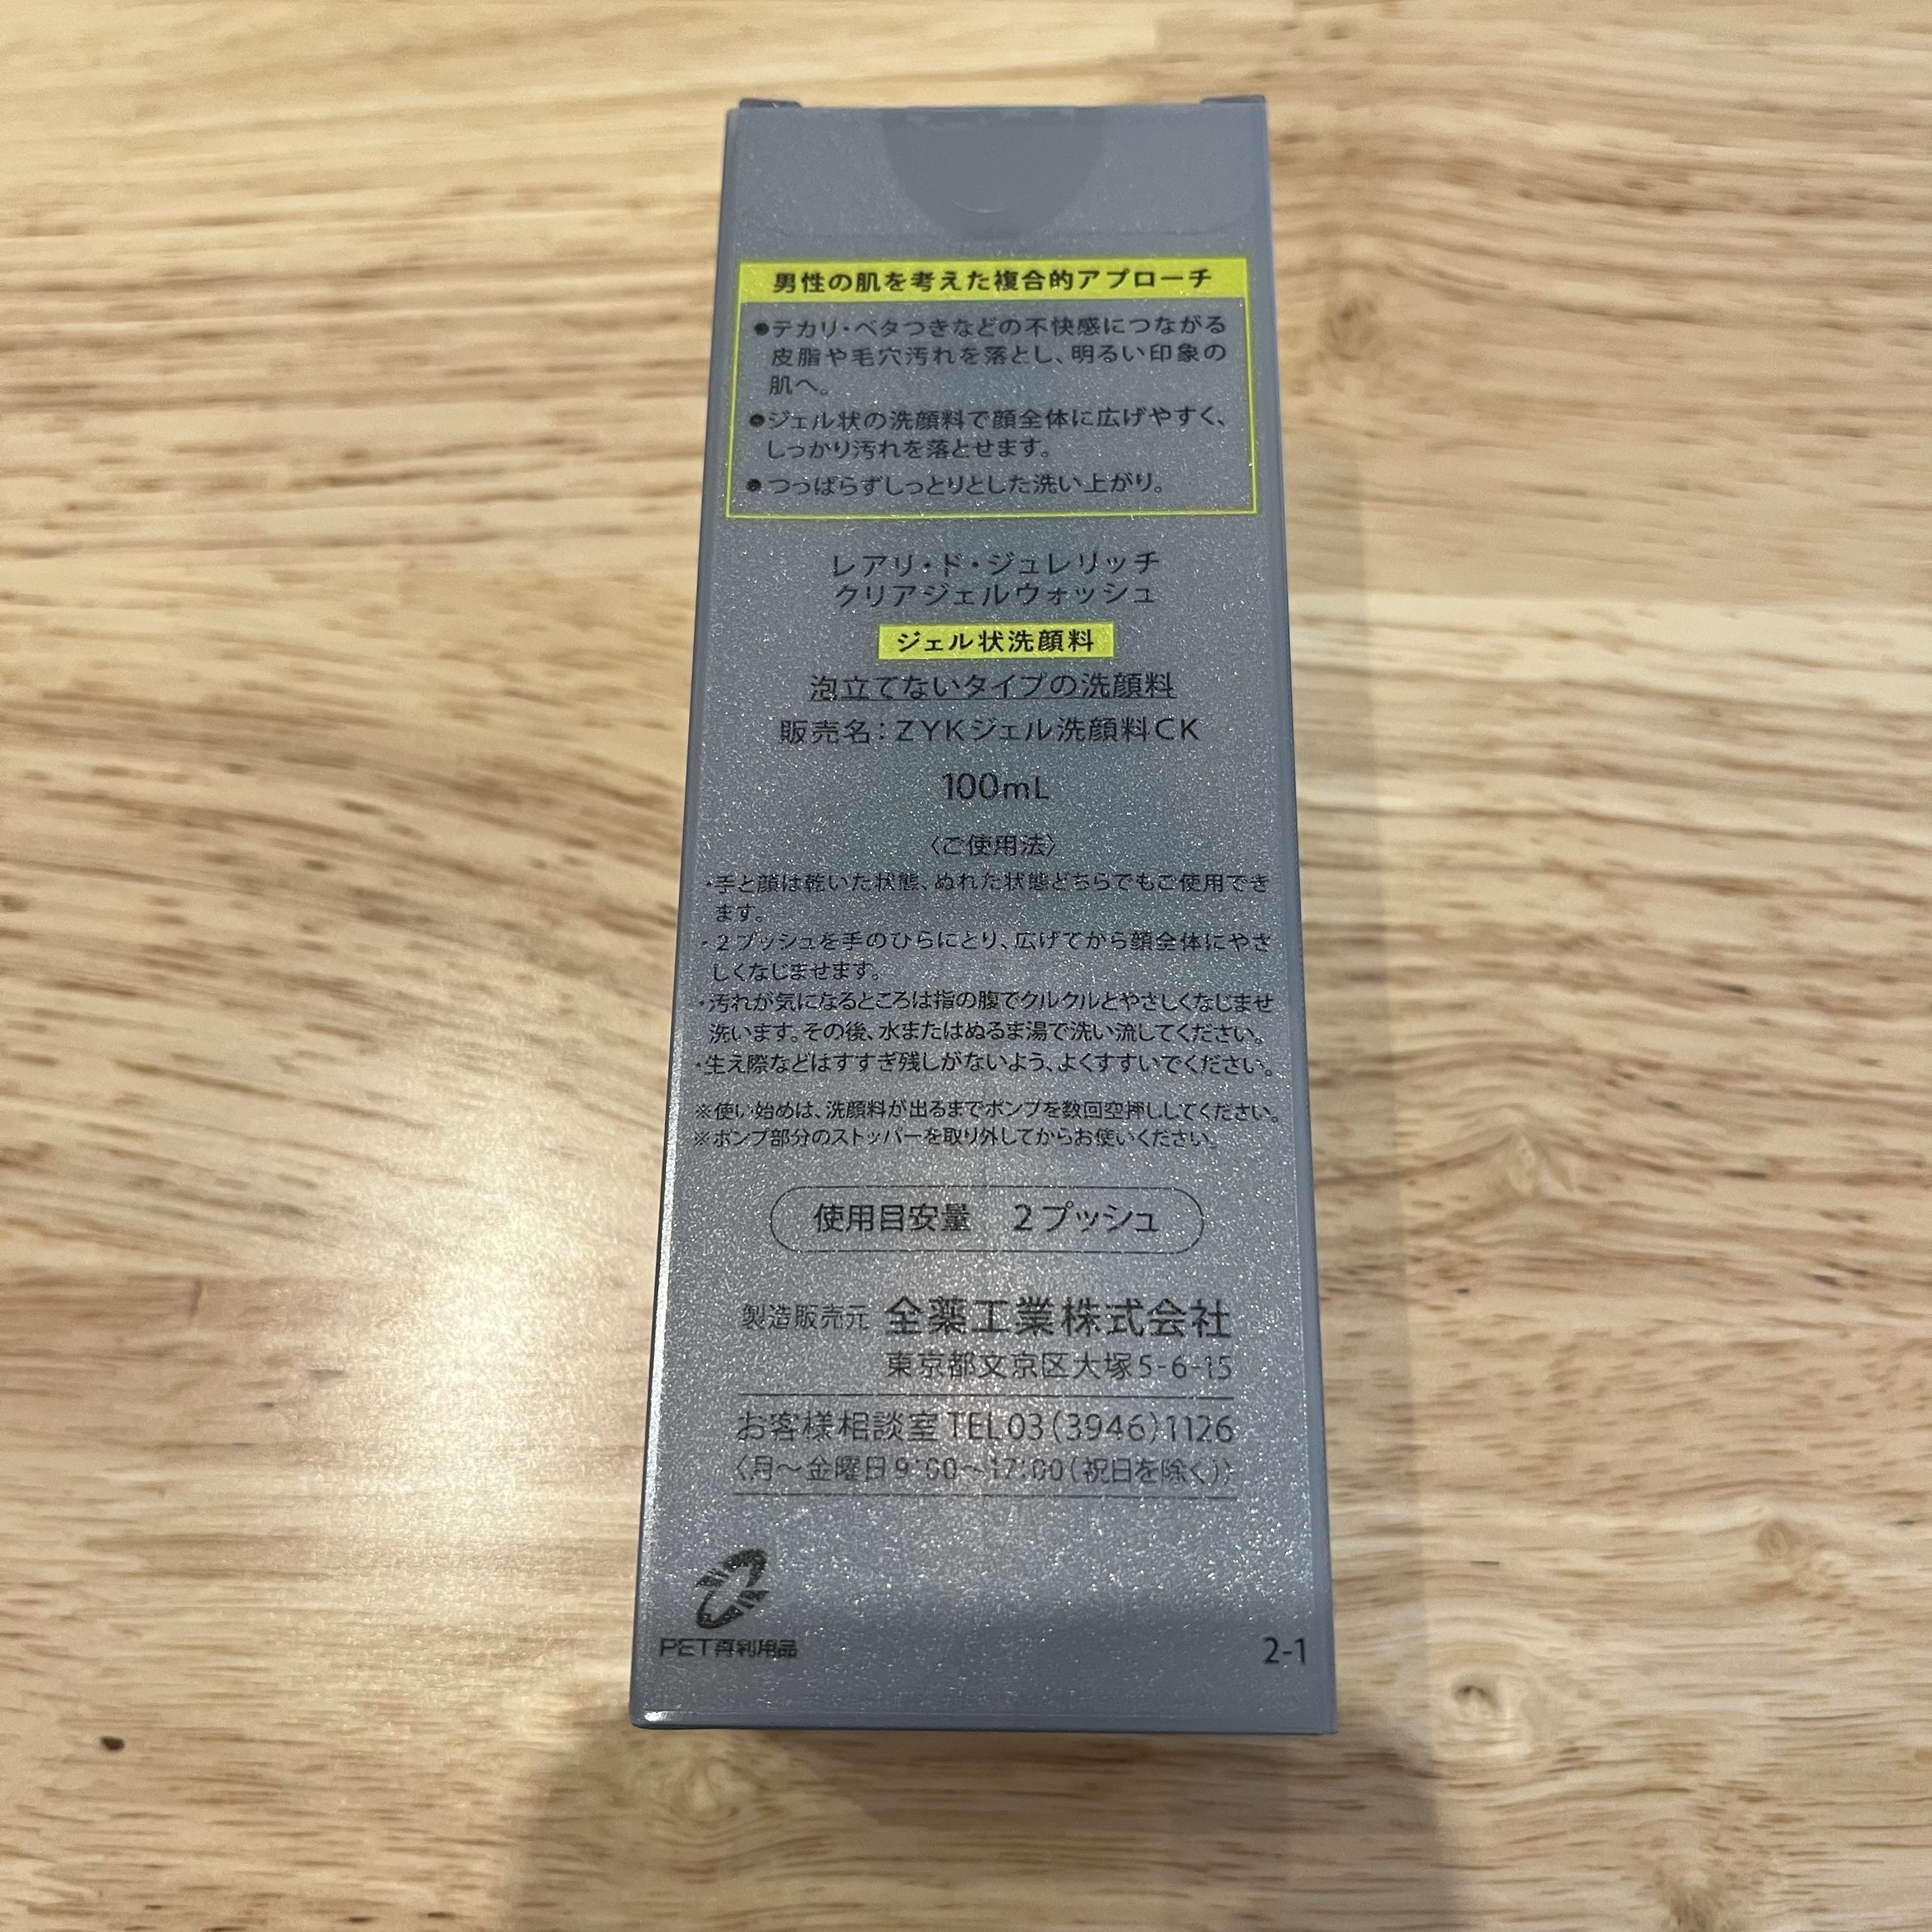 男性の肌を考えた複合的アプローチ
●テカリ・ベタつきなどの不快感につながる
皮脂や毛穴汚れを落とし、明るい印象の
肌へ。
●ジェル状の洗顔料で顔全体に広げやすく、
しっかり汚れを落とせます。
●つっぱらずしっとりとした洗い上がり。
レアリ・ド・ジュレリッチ
クリアジェルウォッシュ
ジェル状洗顔料
泡立てないタイプの洗顔料
販売名：ZYKジェル洗顔料CK
100mL
〈ご使用法〉
・手と顔は乾いた状態、ぬれた状態どちらでもご使用でき
ます。
・2プッシュを手のひらにとり、広げてから顔全体にやさ
しくなじませます。
・汚れが気になるところは指の腹でクルクルとやさしくなじませ
洗います。その後、水またはぬるま湯で洗い流してください。
・生え際などはすすぎ残しがないよう、よくすすいでください。
※使い始めは、洗顔料が出るまでポンプを数回空押ししてください。
※ポンプ部分のストッパーを取り外してからお使いください。
使用目安量 2プッシュ
製造販売元 全薬工業株式会社
東京都文京区大塚5-6-15
お客様相談室 TEL03(3946)1126
〈月～金曜日9:00～17:00(祝日を除く)〉
PET再利用品
2-1